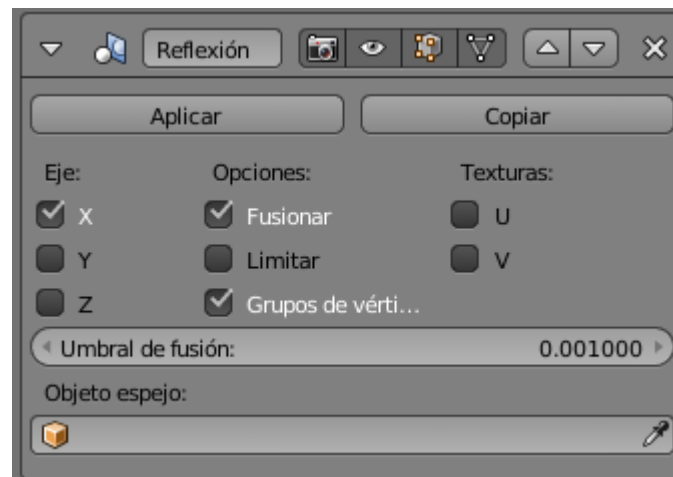 Reflexión
Aplicar Copiar
Eje: Opciones: Texturas:
X Fusionar U
Y Limitar V
Z Grupos de vérti...
Umbral de fusión: 0.001000
Objeto espejo: